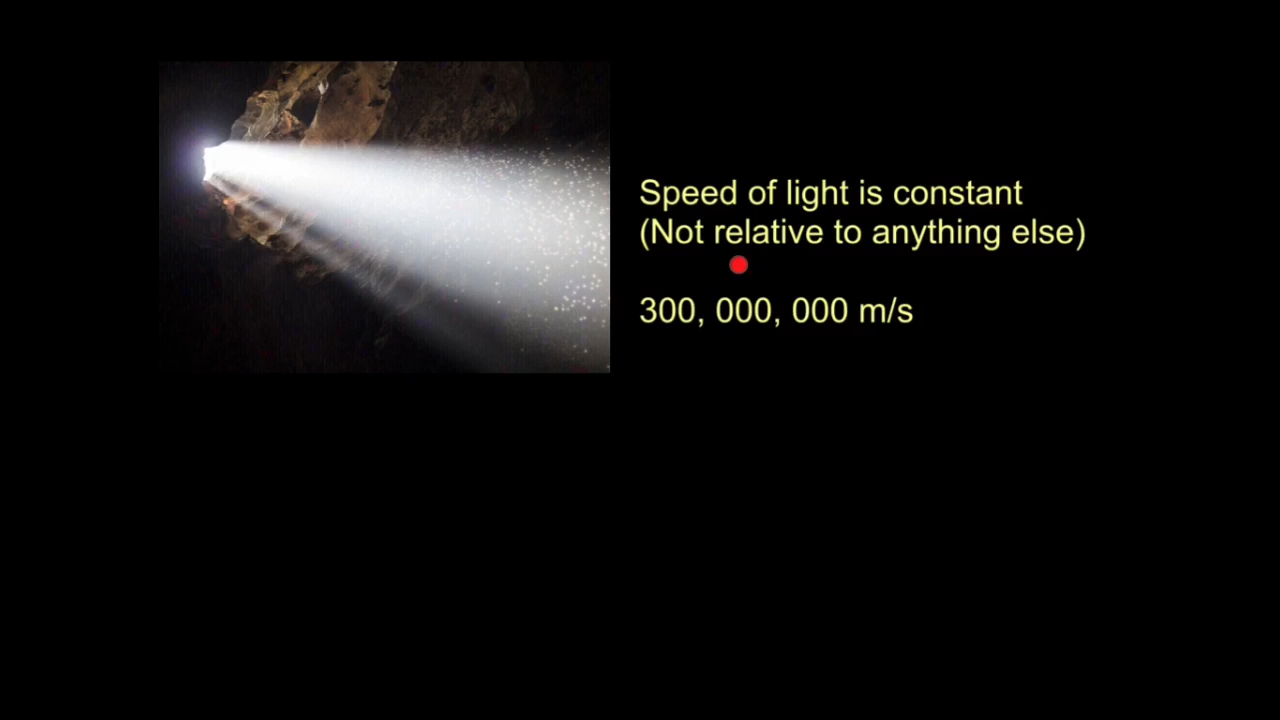 Speed of light is constant
(Not relative to anything else)
300, 000, 000 m/s